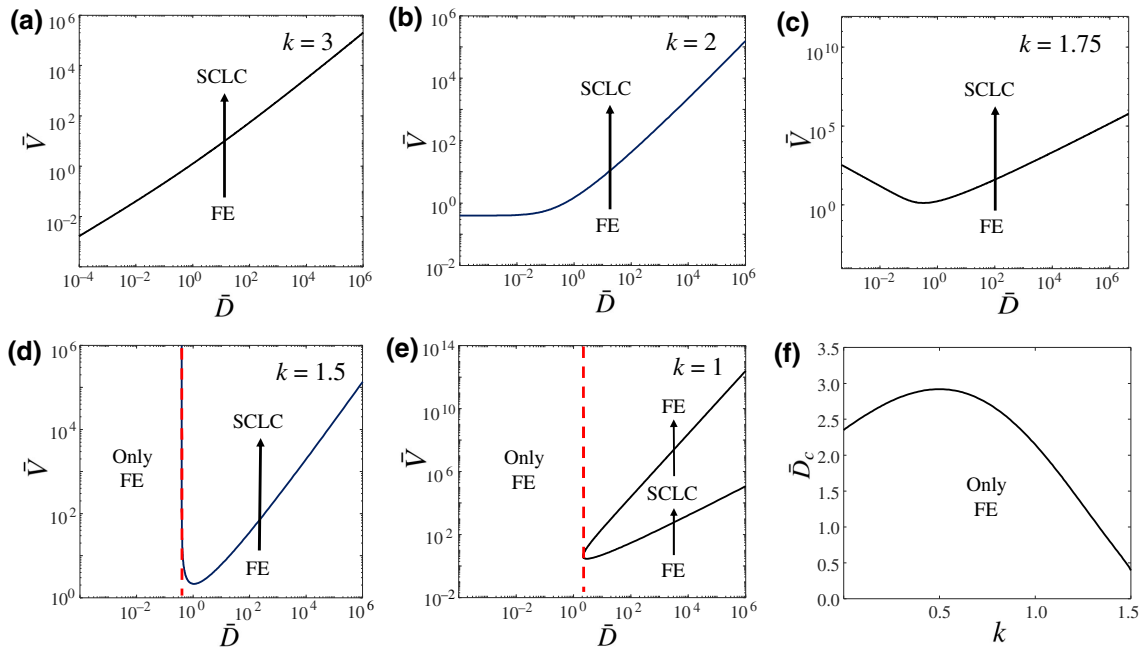 (a)
10^6
10^4
10^2
10^0
10^-2
V̄
k = 3
SCLC
FE
10^-4 10^-2 10^0 10^2 10^4 10^6
D̄
(b)
10^6
10^4
10^2
10^0
10^-2
V̄
k = 2
SCLC
FE
10^-2 10^0 10^2 10^4 10^6
D̄
(c)
10^10
10^5
10^0
V̄
k = 1.75
SCLC
FE
10^-2 10^0 10^2 10^4 10^6
D̄
(d)
10^6
10^4
10^2
10^0
V̄
k = 1.5
SCLC
Only
FE
FE
10^-2 10^0 10^2 10^4 10^6
D̄
(e)
10^14
10^10
10^6
10^2
10^-2
V̄
k = 1
FE
Only
FE
SCLC
FE
10^-2 10^0 10^2 10^4 10^6
D̄
(f)
3.5
3.0
2.5
2.0
1.5
1.0
0.5
0.0
D̄_c
Only
FE
0.5 1.0 1.5
k